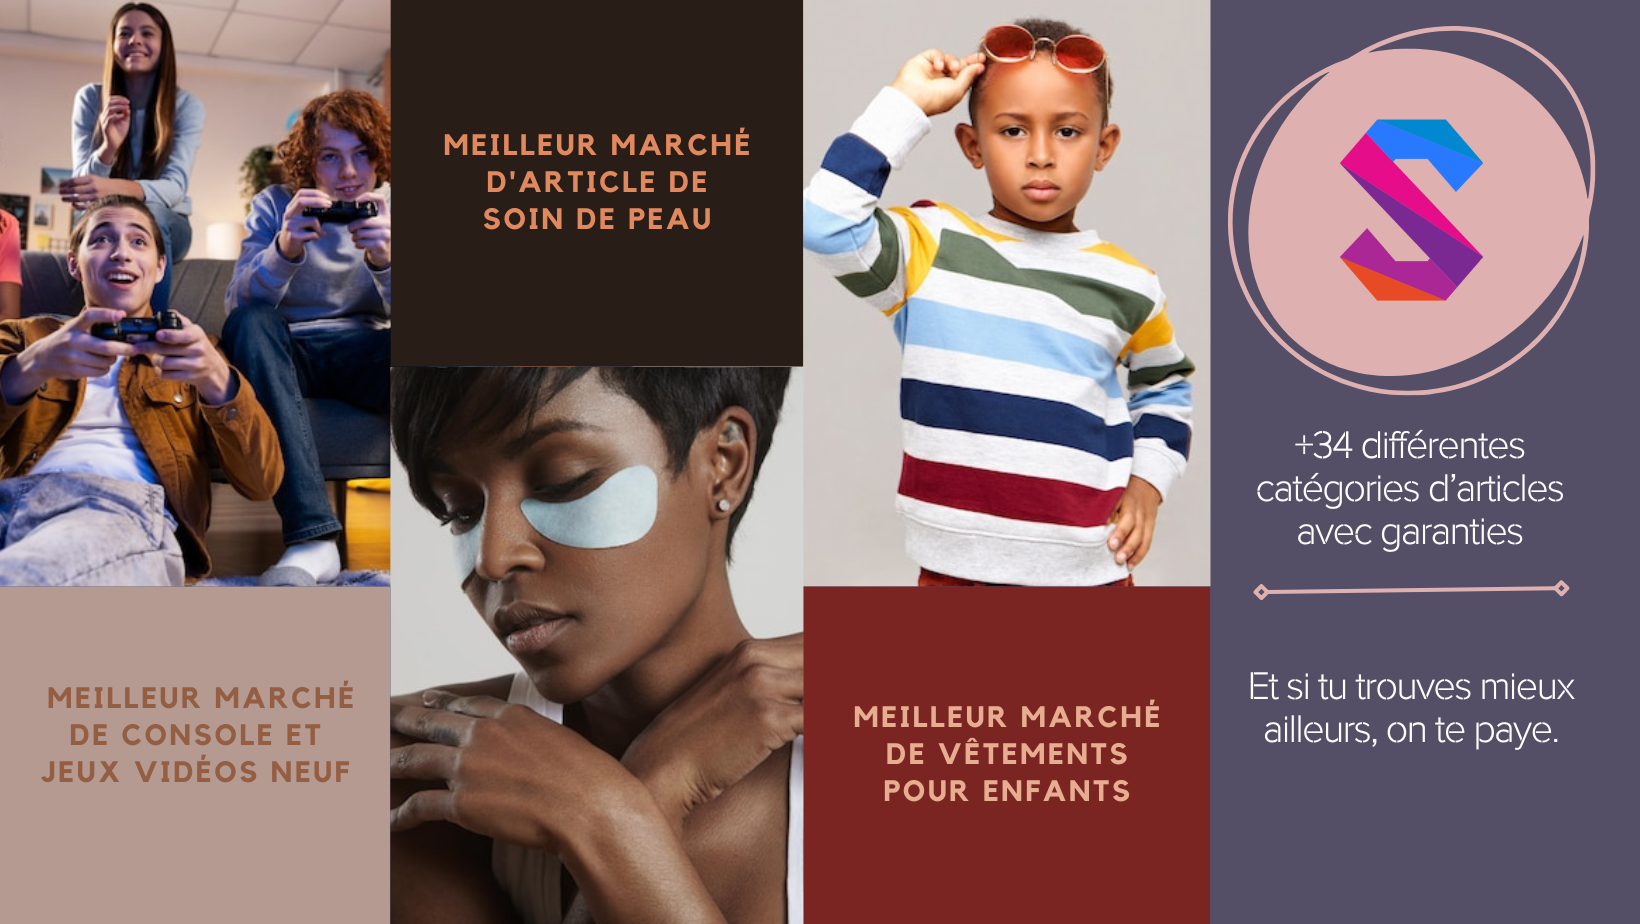 MEILLEUR MARCHÉ
D'ARTICLE DE
SOIN DE PEAU
MEILLEUR MARCHÉ
DE CONSOLE ET
JEUX VIDÉOS NEUF
MEILLEUR MARCHÉ
DE VÊTEMENTS
POUR ENFANTS
S
+34 différentes
catégories d’articles
avec garanties
Et si tu trouves mieux
ailleurs, on te paye.